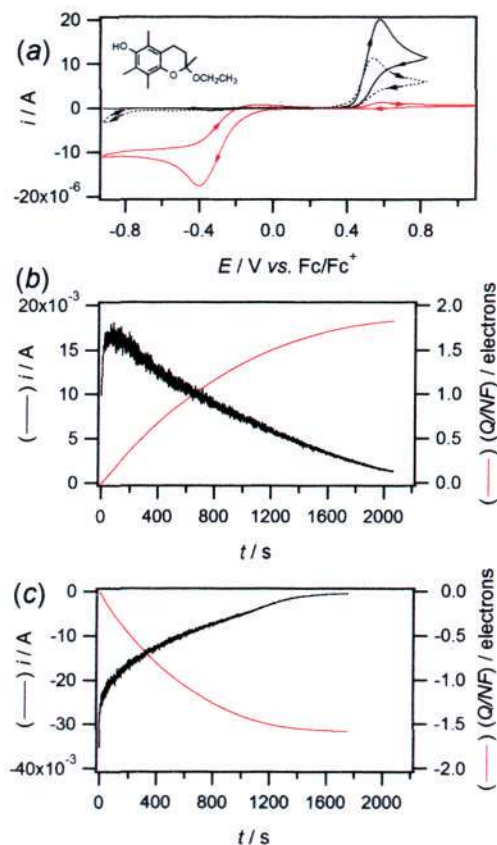 (a)
HO
CH₃
O
OCH₂CH₃
20
10
0
-10
-20x10⁻⁶
i / A
-0.8 -0.4 0.0 0.4 0.8
E / V vs. Fc/Fc⁺
(b)
20x10⁻³
15
10
5
0
(—) i / A
2.0
1.5
1.0
0.5
0.0
(—) (Q/NF) / electrons
0 400 800 1200 1600 2000
t / s
(c)
0
-10
-20
-30
-40x10⁻³
(—) i / A
0.0
-0.5
-1.0
-1.5
-2.0
(—) (Q/NF) / electrons
0 400 800 1200 1600 2000
t / s